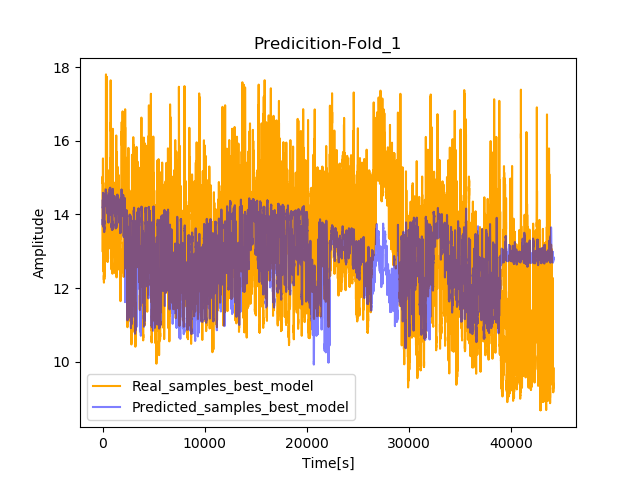 Predicition-Fold_1
18
16
14
12
10
Amplitude
Real_samples_best_model
Predicted_samples_best_model
0
10000
20000
30000
40000
Time[s]